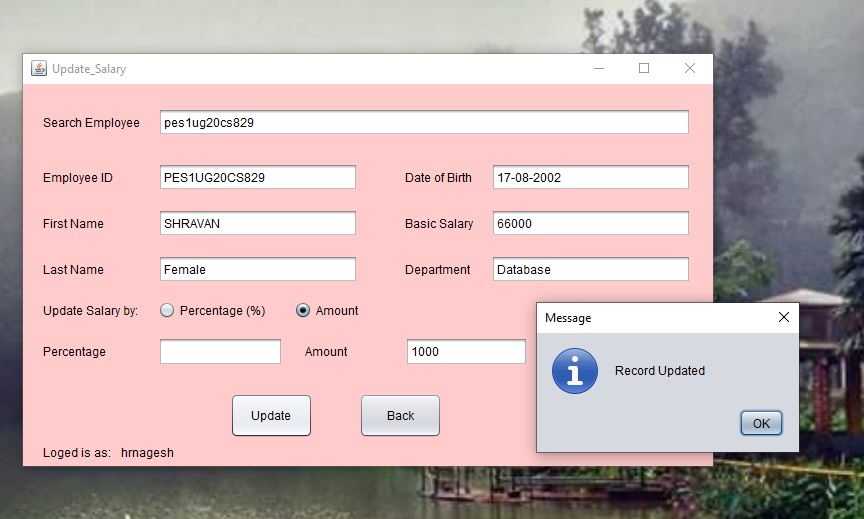 Update_Salary
Search Employee pes1ug20cs829
Employee ID PES1UG20CS829 Date of Birth 17-08-2002
First Name SHRAVAN Basic Salary 66000
Last Name Female Department Database
Update Salary by: Percentage (%) Amount
Percentage Amount 1000
Update Back
Loged is as: hrnagesh
Message
Record Updated
OK